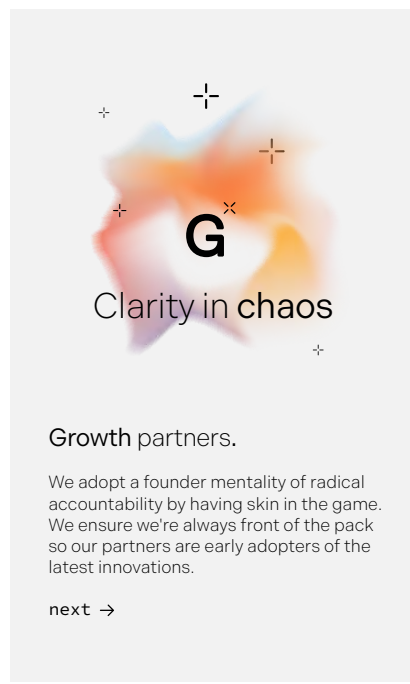 G
Clarity in chaos
Growth partners.
We adopt a founder mentality of radical
accountability by having skin in the game.
We ensure we're always front of the pack
so our partners are early adopters of the
latest innovations.
next →